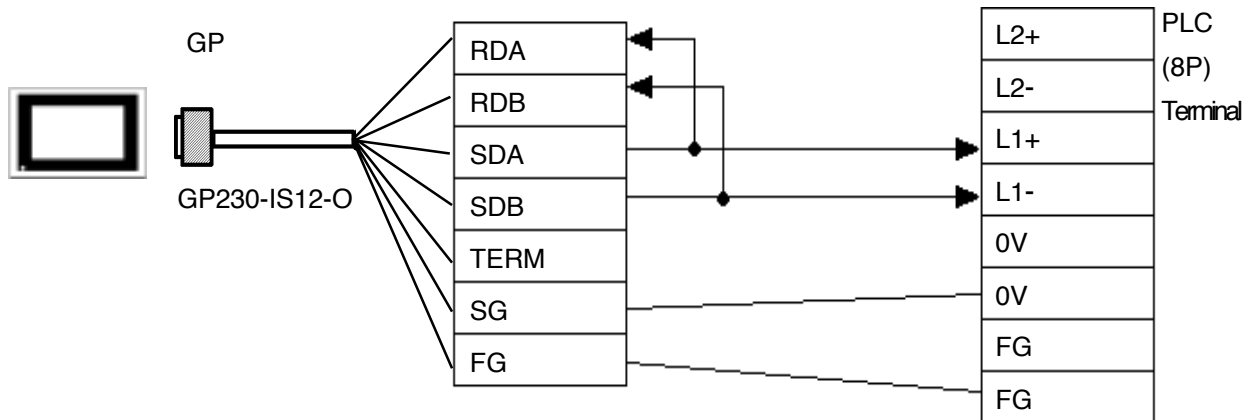 GP
GP230-IS12-O
RDA
RDB
SDA
SDB
TERM
SG
FG
L2+
L2-
L1+
L1-
0V
0V
FG
FG
PLC
(8P)
Terminal